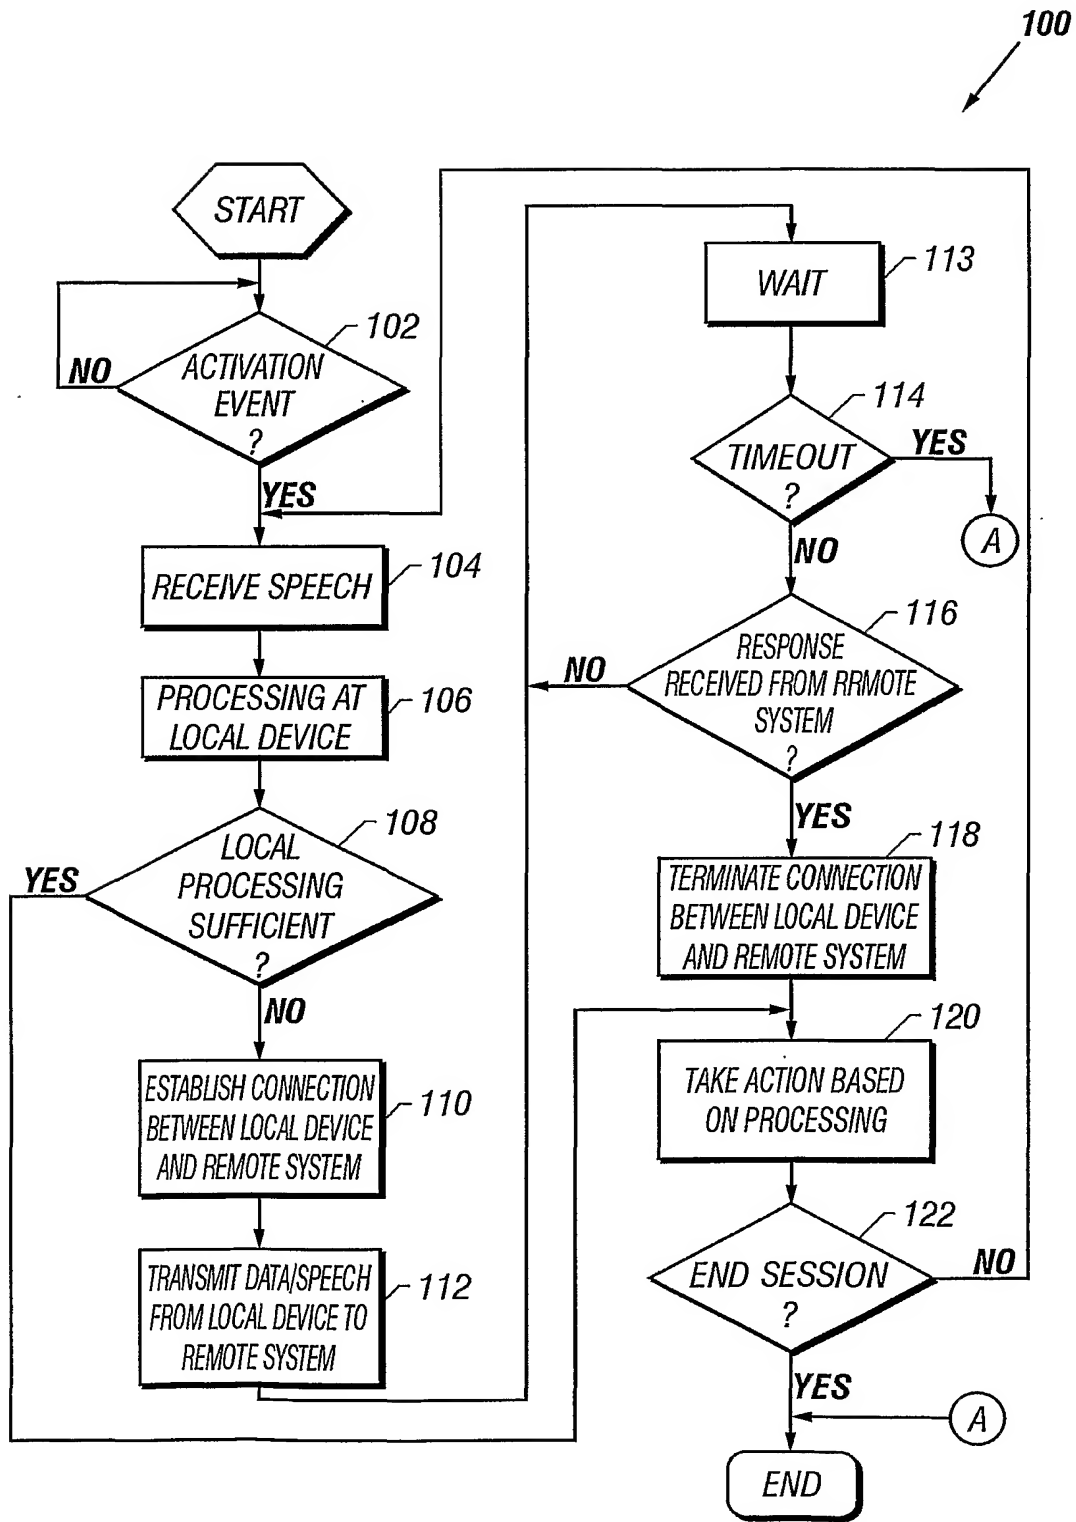 100
START
102
ACTIVATION
EVENT
?
NO
YES
104
RECEIVE SPEECH
106
PROCESSING AT
LOCAL DEVICE
108
LOCAL
PROCESSING
SUFFICIENT
?
YES
NO
110
ESTABLISH CONNECTION
BETWEEN LOCAL DEVICE
AND REMOTE SYSTEM
112
TRANSMIT DATA/SPEECH
FROM LOCAL DEVICE TO
REMOTE SYSTEM
113
WAIT
114
TIMEOUT
?
YES
A
NO
116
RESPONSE
RECEIVED FROM RRMOTE
SYSTEM
?
NO
YES
118
TERMINATE CONNECTION
BETWEEN LOCAL DEVICE
AND REMOTE SYSTEM
120
TAKE ACTION BASED
ON PROCESSING
122
END SESSION
?
NO
YES
A
END